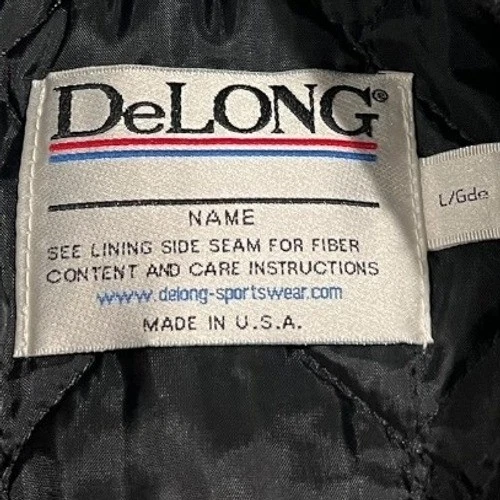 DeLONG®
NAME
SEE LINING SIDE SEAM FOR FIBER
CONTENT AND CARE INSTRUCTIONS
www.delong-sportswear.com
MADE IN U.S.A.
L/Gde